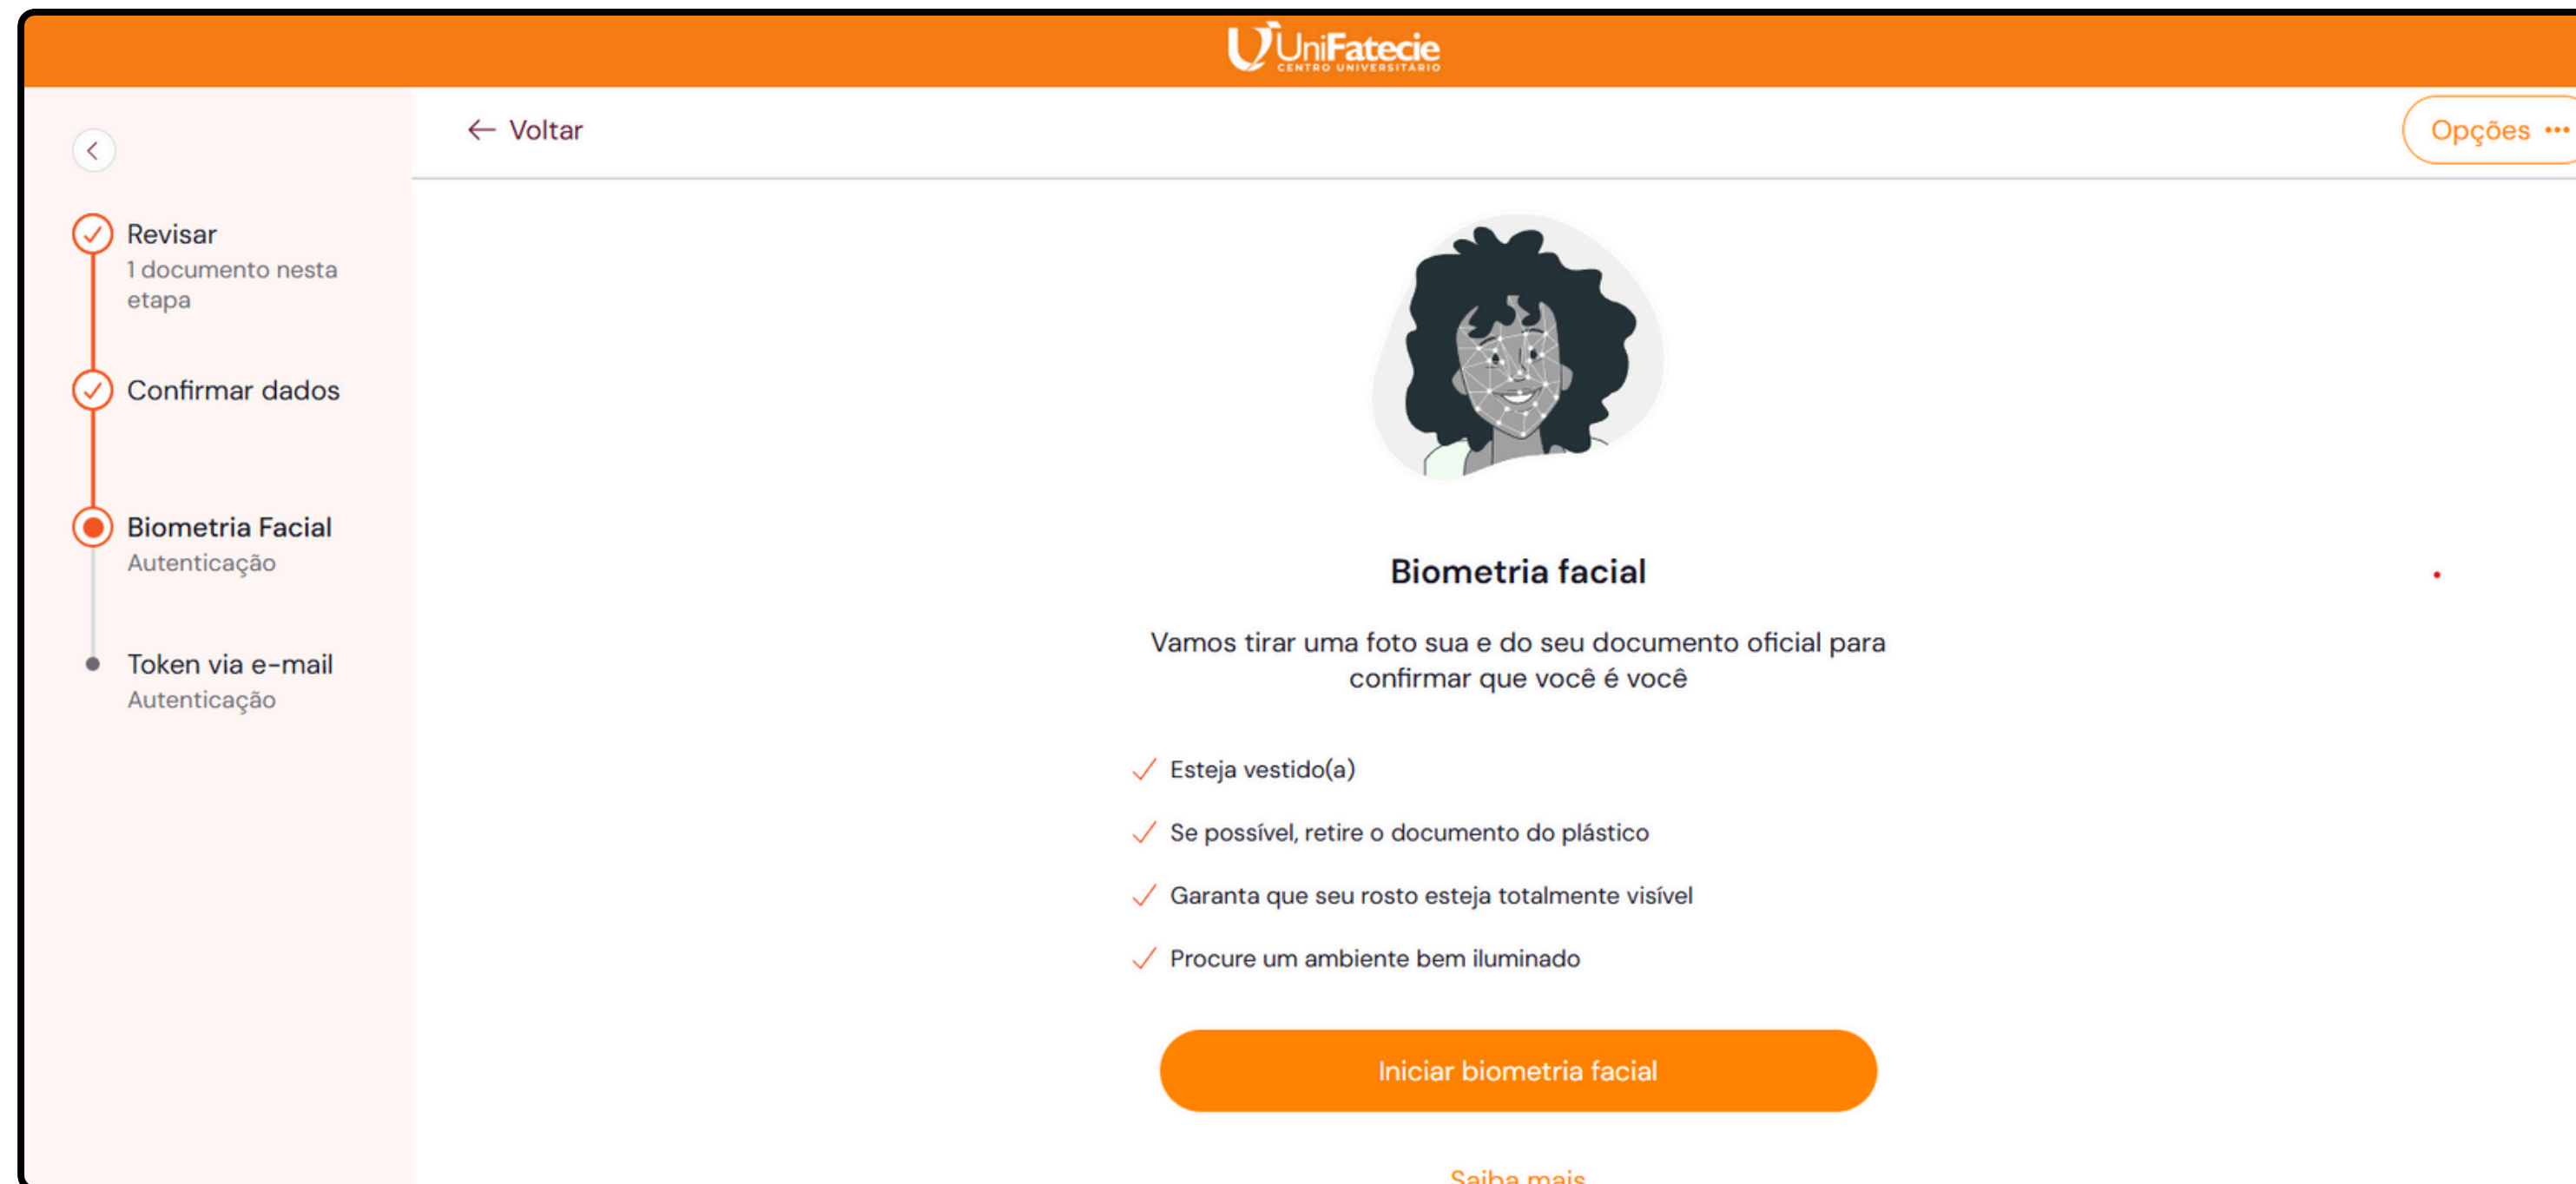 UniFatecie
CENTRO UNIVERSITÁRIO
← Voltar
Opções •••
Revisar
1 documento nesta
etapa
Confirmar dados
Biometria Facial
Autenticação
Token via e-mail
Autenticação
Biometria facial
Vamos tirar uma foto sua e do seu documento oficial para
confirmar que você é você
Esteja vestido(a)
Se possível, retire o documento do plástico
Garanta que seu rosto esteja totalmente visível
Procure um ambiente bem iluminado
Iniciar biometria facial
Saiba mais